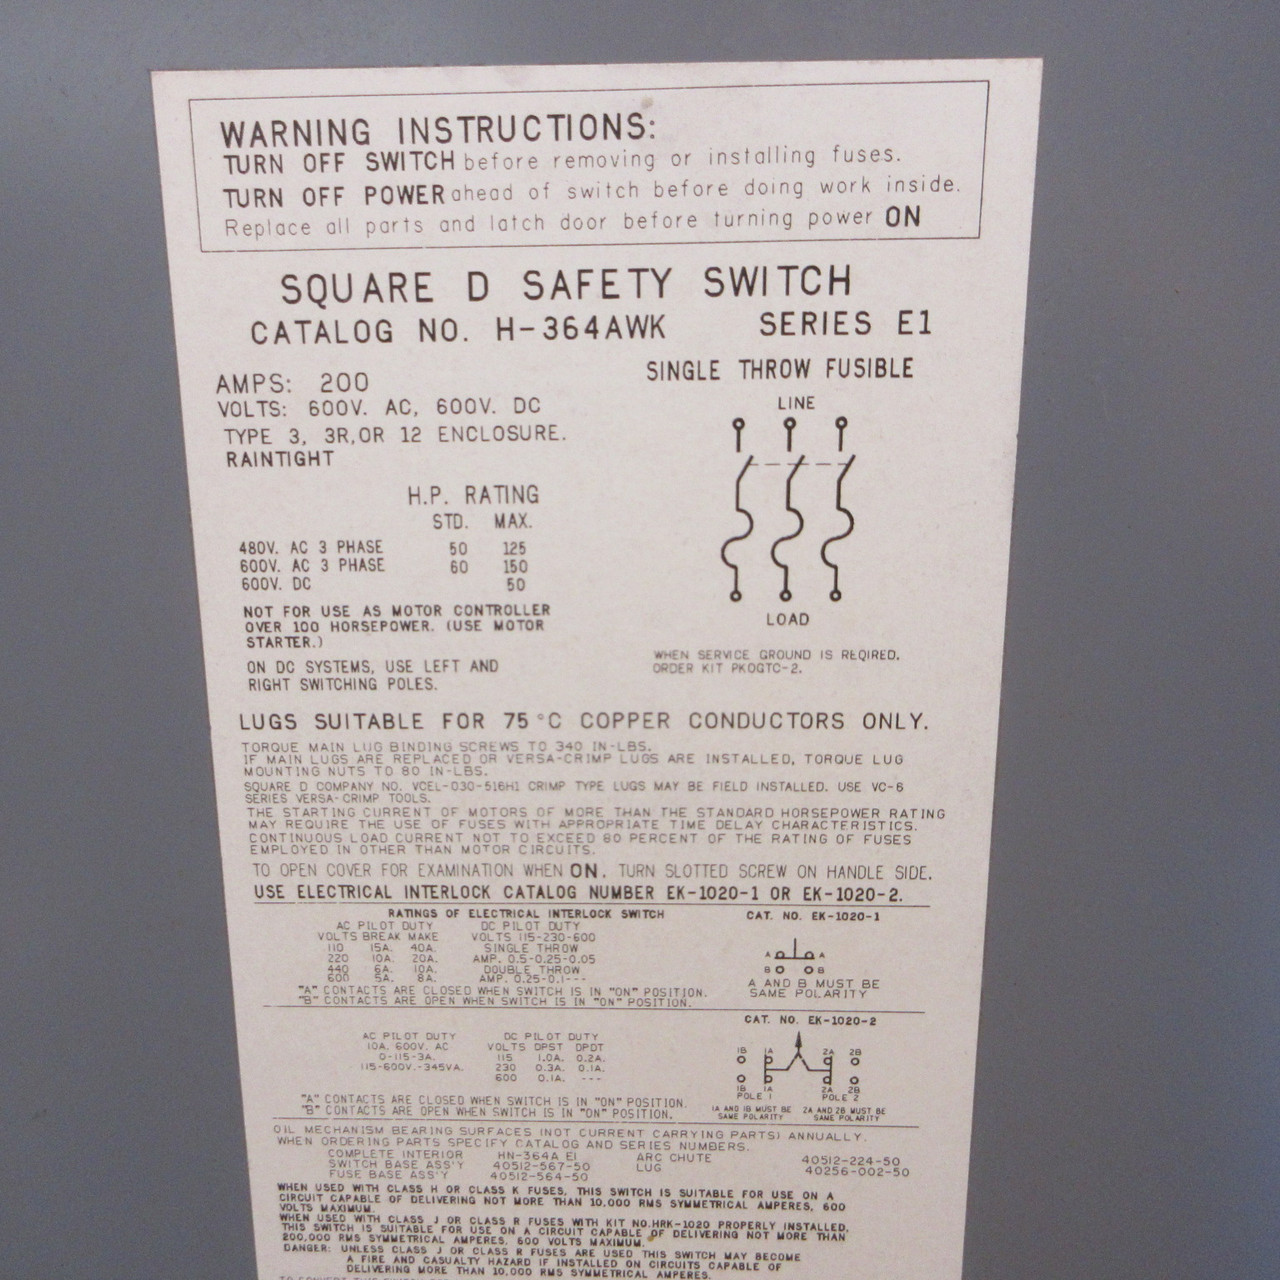 WARNING INSTRUCTIONS:
TURN OFF SWITCH before removing or installing fuses.
TURN OFF POWER ahead of switch before doing work inside.
Replace all parts and latch door before turning power ON
SQUARE D SAFETY SWITCH
CATALOG NO. H-364AWK SERIES E1
SINGLE THROW FUSIBLE
AMPS: 200
VOLTS: 600V. AC, 600V. DC
TYPE 3, 3R, OR 12 ENCLOSURE.
RAINTIGHT
LINE
H.P. RATING
STD. MAX.
480V. AC 3 PHASE 50 125
600V. AC 3 PHASE 60 150
600V. DC 50
LOAD
NOT FOR USE AS MOTOR CONTROLLER
OVER 100 HORSEPOWER. (USE MOTOR
STARTER.)
ON DC SYSTEMS, USE LEFT AND
RIGHT SWITCHING POLES.
WHEN SERVICE GROUND IS REQIRED,
ORDER KIT PKOGTC-2.
LUGS SUITABLE FOR 75°C COPPER CONDUCTORS ONLY.
TORQUE MAIN LUG BINDING SCREWS TO 340 IN-LBS.
IF MAIN LUGS ARE REPLACED OR VERSA-CRIMP LUGS ARE INSTALLED, TORQUE LUG
MOUNTING NUTS TO 80 IN-LBS.
SQUARE D COMPANY NO. VCEL-030-516H1 CRIMP TYPE LUGS MAY BE FIELD INSTALLED. USE VC-6
SERIES VERSA-CRIMP TOOLS.
THE STARTING CURRENT OF MOTORS OF MORE THAN THE STANDARD HORSEPOWER RATING
MAY REQUIRE THE USE OF FUSES WITH APPROPRIATE TIME DELAY CHARACTERISTICS.
CONTINUOUS LOAD CURRENT NOT TO EXCEED 80 PERCENT OF THE RATING OF FUSES
EMPLOYED IN OTHER THAN MOTOR CIRCUITS.
TO OPEN COVER FOR EXAMINATION WHEN ON, TURN SLOTTED SCREW ON HANDLE SIDE.
USE ELECTRICAL INTERLOCK CATALOG NUMBER EK-1020-1 OR EK-1020-2.
RATINGS OF ELECTRICAL INTERLOCK SWITCH CAT. NO. EK-1020-1
AC PILOT DUTY DC PILOT DUTY
VOLTS BREAK MAKE VOLTS 115-230-600
110 15A. 40A. SINGLE THROW
220 10A. 20A. AMP. 0.5-0.25-0.05
440 6A. 10A. DOUBLE THROW
600 5A. 8A. AMP. 0.25-0.1---
A A
B B
A AND B MUST BE
SAME POLARITY
"A" CONTACTS ARE CLOSED WHEN SWITCH IS IN "ON" POSITION.
"B" CONTACTS ARE OPEN WHEN SWITCH IS IN "ON" POSITION.
CAT. NO. EK-1020-2
AC PILOT DUTY DC PILOT DUTY
10A. 600V. AC VOLTS DPST DPDT
0-115-3A. 115 1.0A. 0.2A.
115-600V.-345VA. 230 0.3A. 0.1A.
600 0.1A. ---
1B 1A 2A 2B
1B 1A 2A 2B
POLE 1 POLE 2
1A AND 1B MUST BE 2A AND 2B MUST BE
SAME POLARITY SAME POLARITY
"A" CONTACTS ARE CLOSED WHEN SWITCH IS IN "ON" POSITION.
"B" CONTACTS ARE OPEN WHEN SWITCH IS IN "ON" POSITION.
OIL MECHANISM BEARING SURFACES (NOT CURRENT CARRYING PARTS) ANNUALLY.
WHEN ORDERING PARTS SPECIFY CATALOG AND SERIES NUMBERS.
COMPLETE INTERIOR HN-364A E1 ARC CHUTE 40512-224-50
SWITCH BASE ASS'Y 40512-567-50 LUG 40256-002-50
FUSE BASE ASS'Y 40512-564-50
WHEN USED WITH CLASS H OR CLASS K FUSES, THIS SWITCH IS SUITABLE FOR USE ON A
CIRCUIT CAPABLE OF DELIVERING NOT MORE THAN 10,000 RMS SYMMETRICAL AMPERES, 600
VOLTS MAXIMUM.
WHEN USED WITH CLASS J OR CLASS R FUSES WITH KIT NO. HRK-1020 PROPERLY INSTALLED,
THIS SWITCH IS SUITABLE FOR USE ON A CIRCUIT CAPABLE OF DELIVERING NOT MORE THAN
200,000 RMS SYMMETRICAL AMPERES, 600 VOLTS MAXIMUM.
DANGER: UNLESS CLASS J OR CLASS R FUSES ARE USED THIS SWITCH MAY BECOME
A FIRE AND CASUALTY HAZARD IF INSTALLED ON CIRCUITS CAPABLE OF
DELIVERING MORE THAN 10,000 RMS SYMMETRICAL AMPERES.